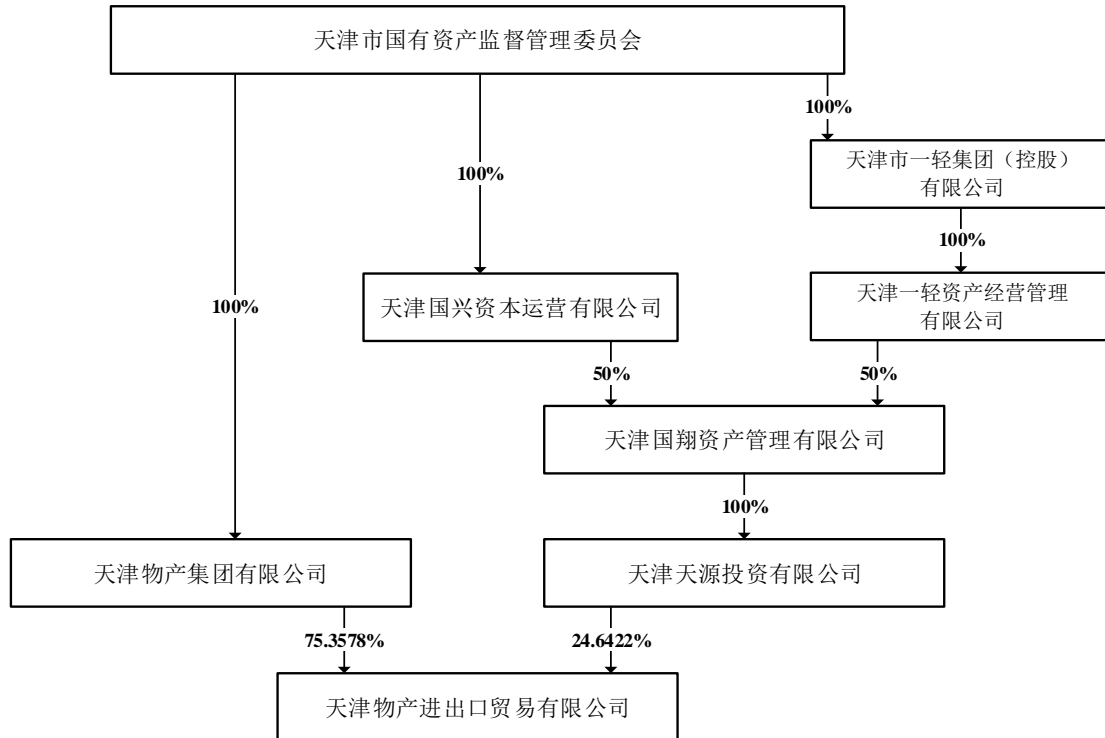 天津市国有资产监督管理委员会
100%
天津市一轻集团（控股）
有限公司
100%
100%
天津国兴资本运营有限公司
天津一轻资产经营管理
有限公司
100%
50%
50%
天津国翔资产管理有限公司
100%
天津物产集团有限公司
天津天源投资有限公司
75.3578%
24.6422%
天津物产进出口贸易有限公司